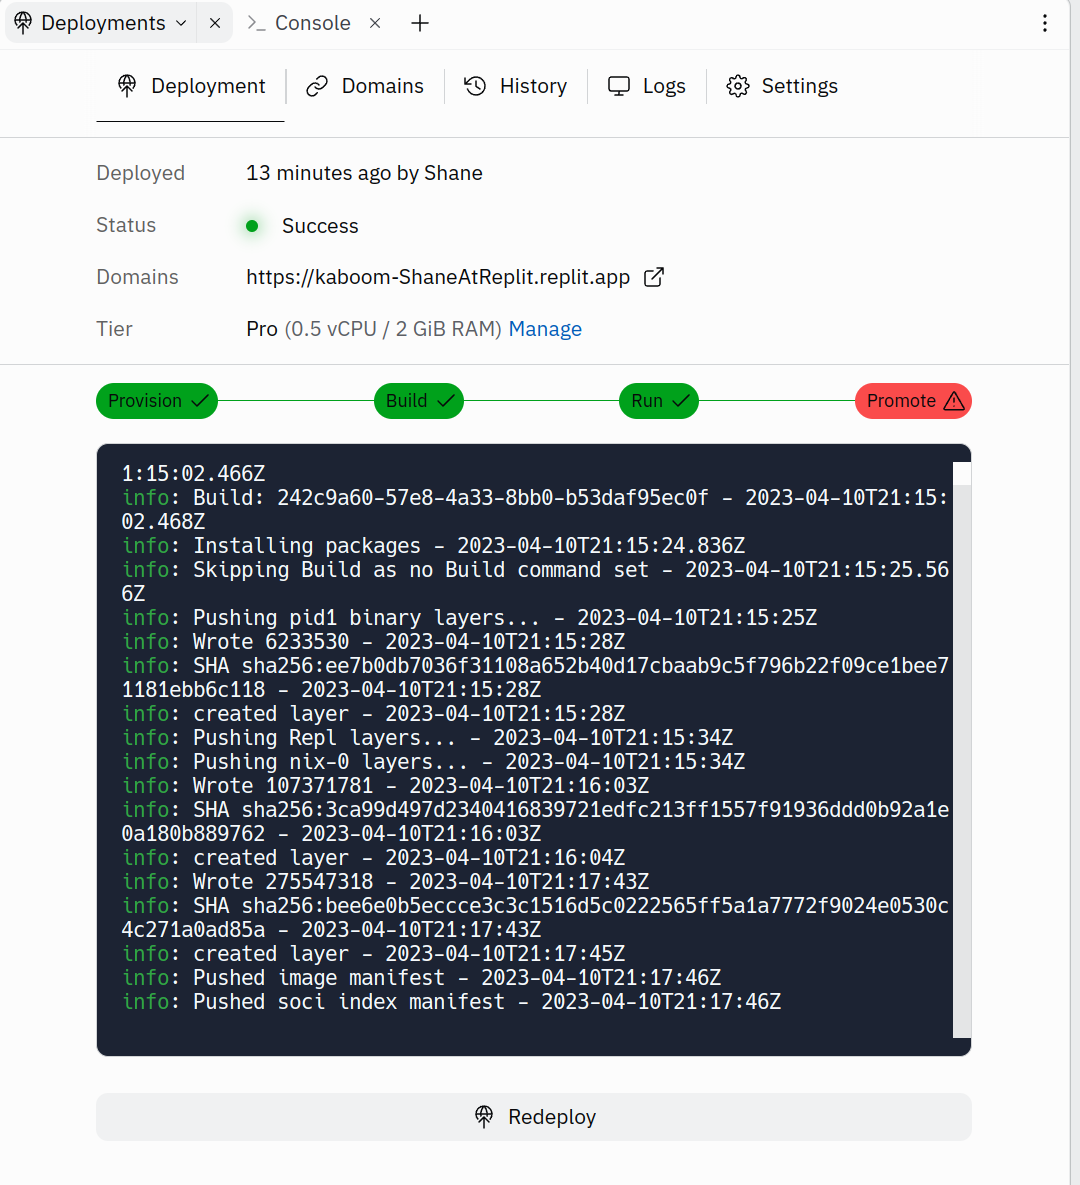 Deployments
>_ Console
Deployment
Domains
History
Logs
Settings
Deployed 13 minutes ago by Shane
Status Success
Domains https://kaboom-ShaneAtReplit.replit.app
Tier Pro (0.5 vCPU / 2 GiB RAM) Manage
Provision
Build
Run
Promote
1:15:02.466Z
info: Build: 242c9a60-57e8-4a33-8bb0-b53daf95ec0f - 2023-04-10T21:15:
02.468Z
info: Installing packages - 2023-04-10T21:15:24.836Z
info: Skipping Build as no Build command set - 2023-04-10T21:15:25.56
6Z
info: Pushing pid1 binary layers... - 2023-04-10T21:15:25Z
info: Wrote 6233530 - 2023-04-10T21:15:28Z
info: SHA sha256:ee7b0db7036f31108a652b40d17cbaab9c5f796b22f09ce1bee7
1181ebb6c118 - 2023-04-10T21:15:28Z
info: created layer - 2023-04-10T21:15:28Z
info: Pushing Repl layers... - 2023-04-10T21:15:34Z
info: Pushing nix-0 layers... - 2023-04-10T21:15:34Z
info: Wrote 107371781 - 2023-04-10T21:16:03Z
info: SHA sha256:3ca99d497d2340416839721edfc213ff1557f91936ddd0b92a1e
0a180b889762 - 2023-04-10T21:16:03Z
info: created layer - 2023-04-10T21:16:04Z
info: Wrote 275547318 - 2023-04-10T21:17:43Z
info: SHA sha256:bee6e0b5eccce3c3c1516d5c0222565ff5a1a7772f9024e0530c
4c271a0ad85a - 2023-04-10T21:17:43Z
info: created layer - 2023-04-10T21:17:45Z
info: Pushed image manifest - 2023-04-10T21:17:46Z
info: Pushed soci index manifest - 2023-04-10T21:17:46Z
Redeploy